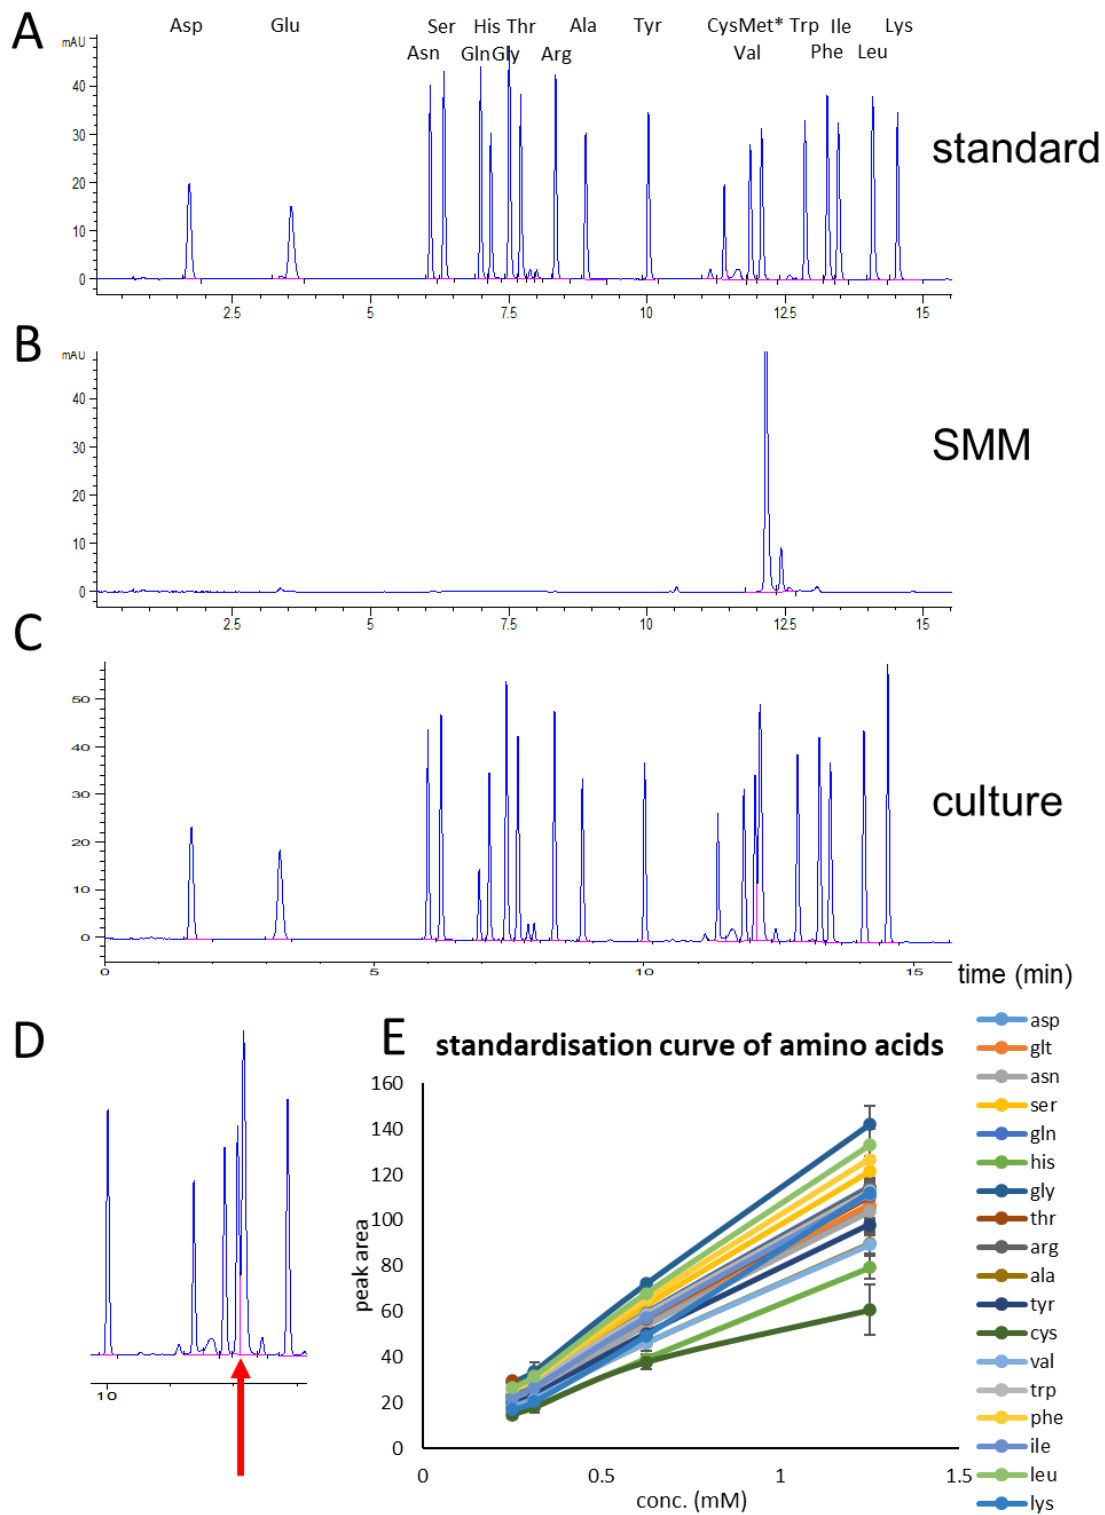 A
Asp Glu Ser His Thr Ala Tyr CysMet* Trp Ile Lys
Asn GlnGly Arg Val Phe Leu
mAU
40
30
20
10
0
standard
2.5 5 7.5 10 12.5 15
B
mAU
40
30
20
10
0
SMM
2.5 5 7.5 10 12.5 15
C
50
40
30
20
10
0
culture
0 5 10 15 time (min)
D
10
E standardisation curve of amino acids
peak area
160
140
120
100
80
60
40
20
0
0 0.5 1 1.5
conc. (mM)
asp
glt
asn
ser
gln
his
gly
thr
arg
ala
tyr
cys
val
trp
phe
ile
leu
lys